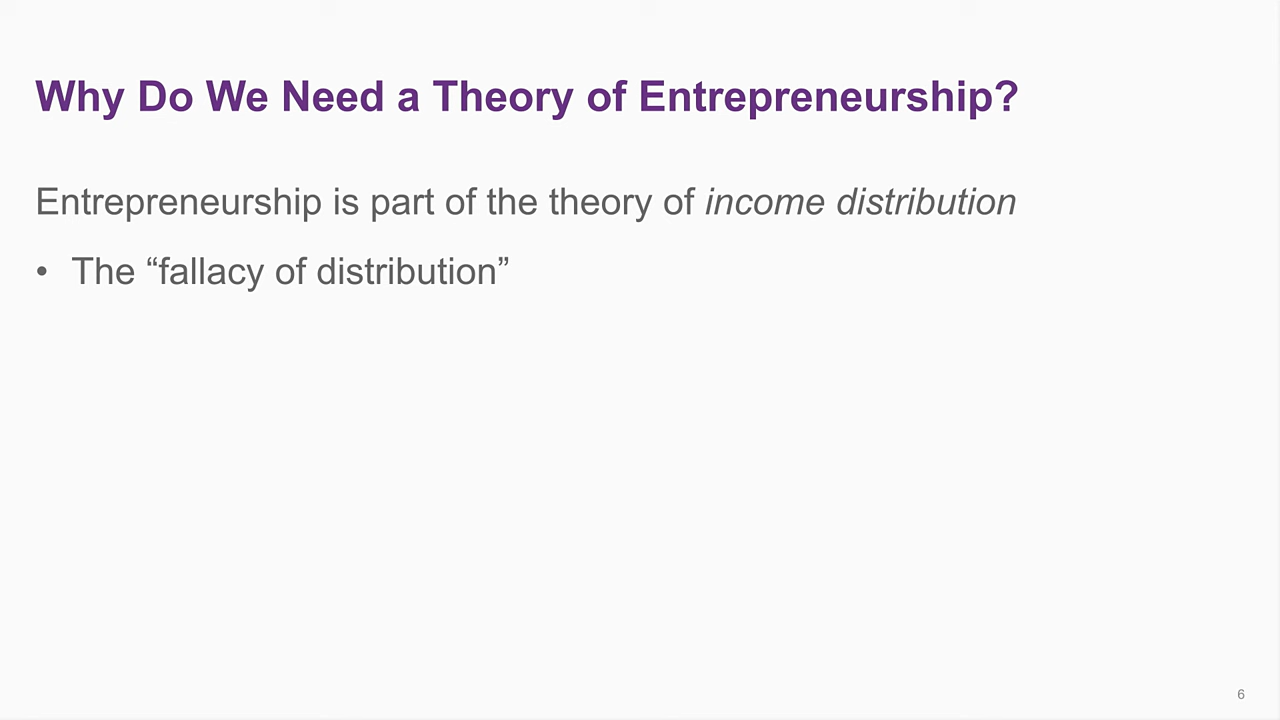 Why Do We Need a Theory of Entrepreneurship?
Entrepreneurship is part of the theory of income distribution
• The “fallacy of distribution”
6